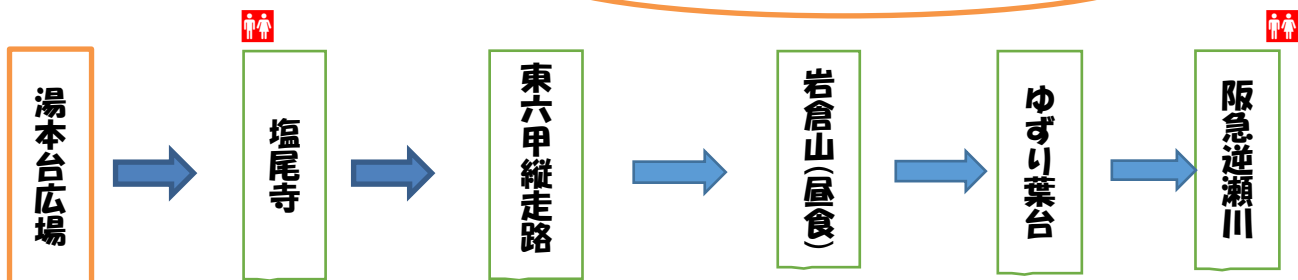 湯本台広場
塩尾寺
東六甲縦走路
岩倉山(昼食)
ゆずり葉台
阪急逆瀬川